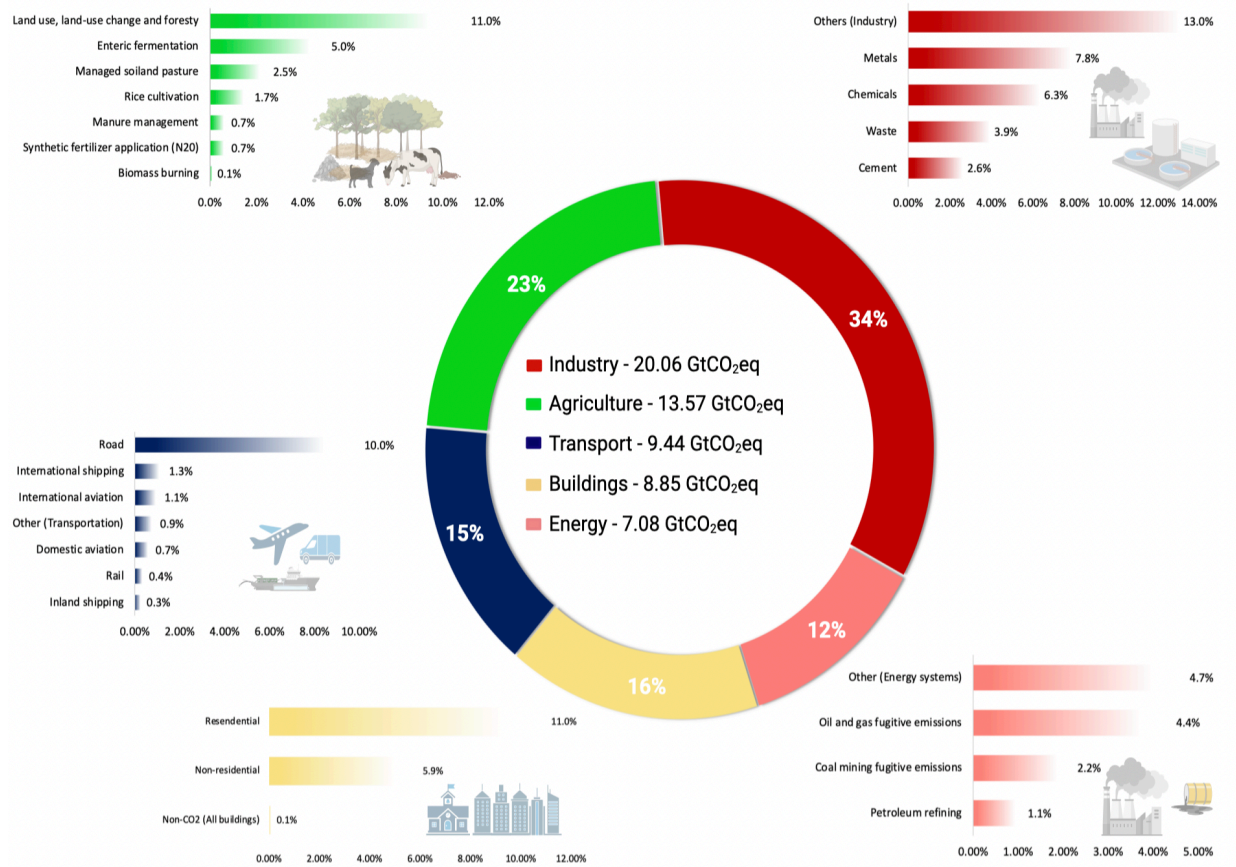 Land use, land-use change and foresty 11.0%
Enteric fermentation 5.0%
Managed soiland pasture 2.5%
Rice cultivation 1.7%
Manure management 0.7%
Synthetic fertilizer application (N20) 0.7%
Biomass burning 0.1%
0.0% 2.0% 4.0% 6.0% 8.0% 10.0% 12.0%
Others (Industry) 13.0%
Metals 7.8%
Chemicals 6.3%
Waste 3.9%
Cement 2.6%
0.00% 2.00% 4.00% 6.00% 8.00% 10.00% 12.00% 14.00%
23%
34%
15%
16%
12%
Industry - 20.06 GtCO₂eq
Agriculture - 13.57 GtCO₂eq
Transport - 9.44 GtCO₂eq
Buildings - 8.85 GtCO₂eq
Energy - 7.08 GtCO₂eq
Road 10.0%
International shipping 1.3%
International aviation 1.1%
Other (Transportation) 0.9%
Domestic aviation 0.7%
Rail 0.4%
Inland shipping 0.3%
0.00% 2.00% 4.00% 6.00% 8.00% 10.00%
Resendential 11.0%
Non-residential 5.9%
Non-CO2 (All buildings) 0.1%
0.00% 2.00% 4.00% 6.00% 8.00% 10.00% 12.00%
Other (Energy systems) 4.7%
Oil and gas fugitive emissions 4.4%
Coal mining fugitive emissions 2.2%
Petroleum refining 1.1%
0.00% 1.00% 2.00% 3.00% 4.00% 5.00%